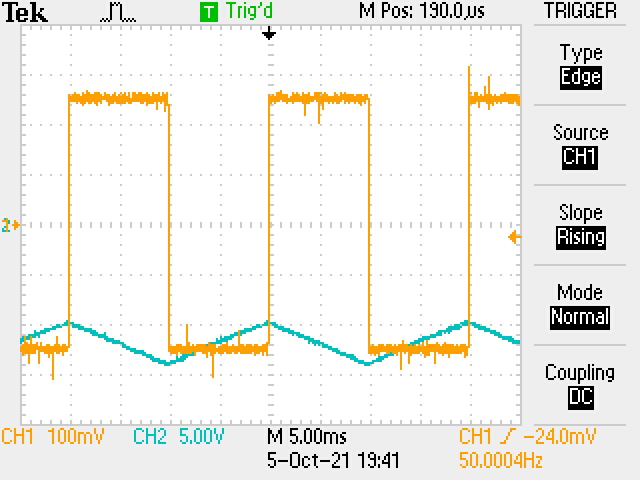 Tek T Trig'd M Pos: 190.0µs TRIGGER
Type
Edge
Source
CH1
Slope
Rising
Mode
Normal
Coupling
DC
2
CH1 100mV CH2 5.00V M 5.00ms CH1 -24.0mV
5-Oct-21 19:41 50.0004Hz